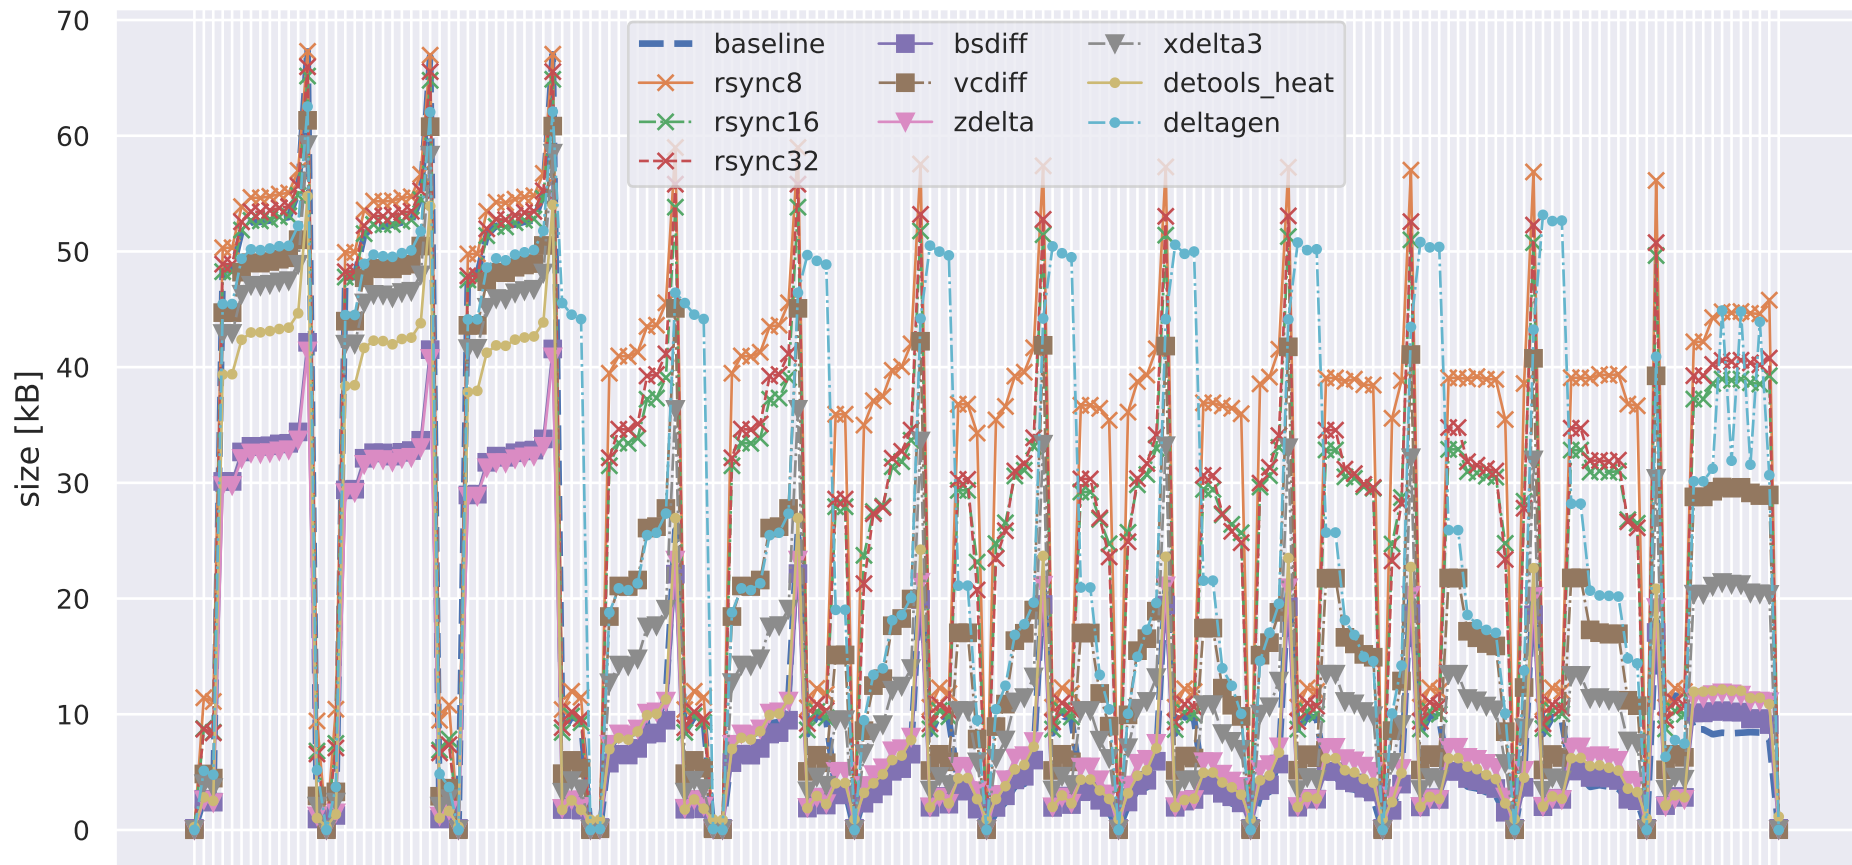 70
60
50
40
30
20
10
0
size [kB]
baseline
rsync8
rsync16
rsync32
bsdiff
vcdiff
zdelta
xdelta3
detools_heat
deltagen